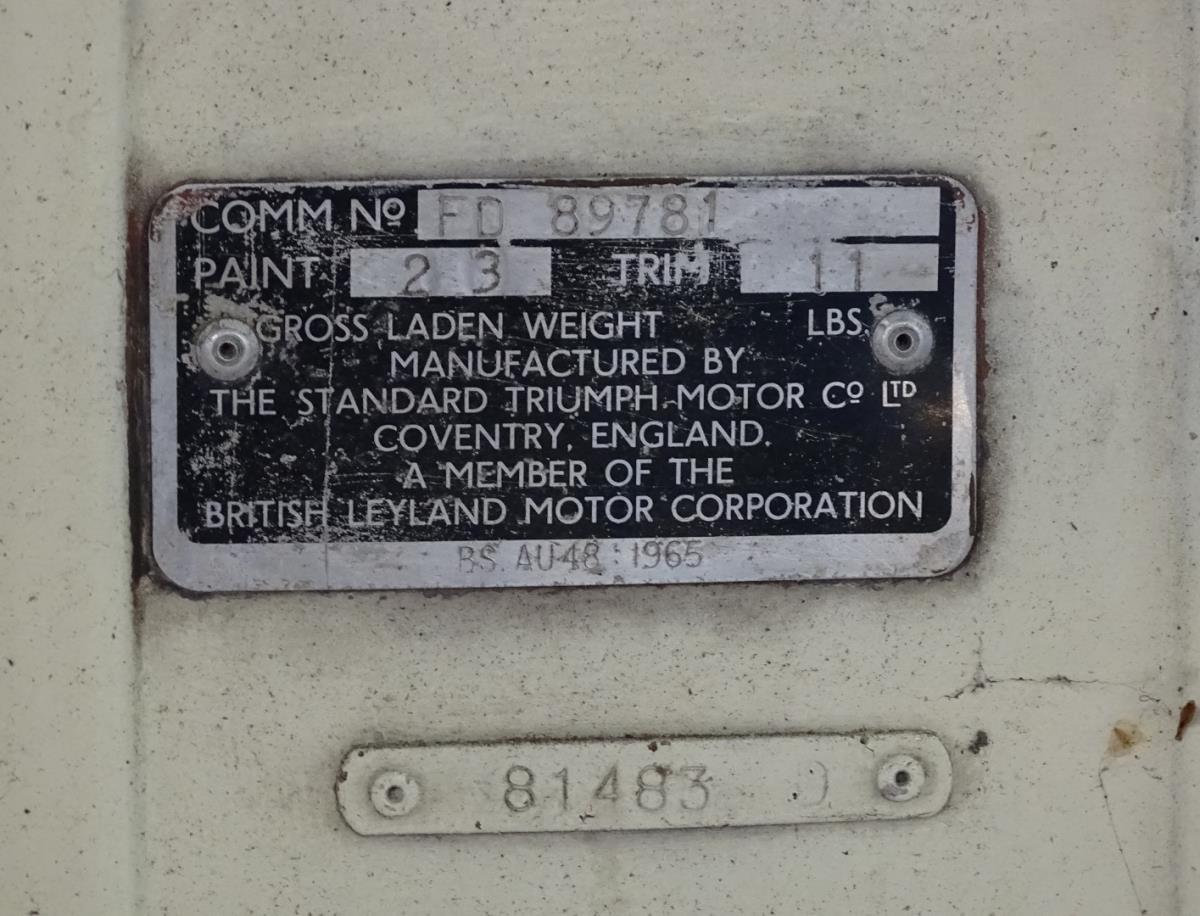 COMM Nº FD 89781
PAINT 23 TRIM 11
GROSS LADEN WEIGHT LBS.
MANUFACTURED BY
THE STANDARD TRIUMPH MOTOR Cº LTD
COVENTRY, ENGLAND.
A MEMBER OF THE
BRITISH LEYLAND MOTOR CORPORATION
BS. AU48 : 1965
81483